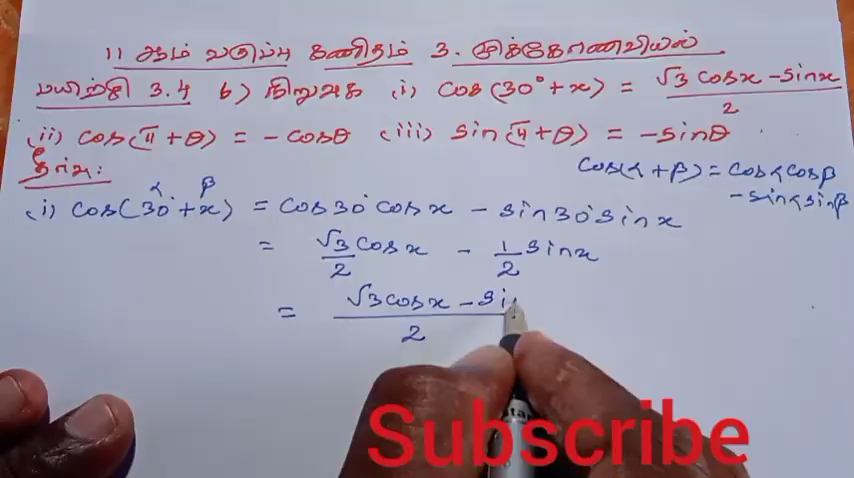 11 ஆம் வகுப்பு கணிதம் 3. திரிகோணவியல்
பயிற்சி 3.4 6) நிறுவுக (i) cos(30°+x) = √3 cosx - sinx / 2
(ii) cos(π+θ) = - cosθ (iii) sin(π+θ) = - sinθ
தீர்வு:
cos(α+β) = cosα cosβ
- sinα sinβ
α β
(i) cos(30°+x) = cos30° cosx - sin30° sinx
= √3/2 cosx - 1/2 sinx
= √3 cosx - si / 2
Subscribe